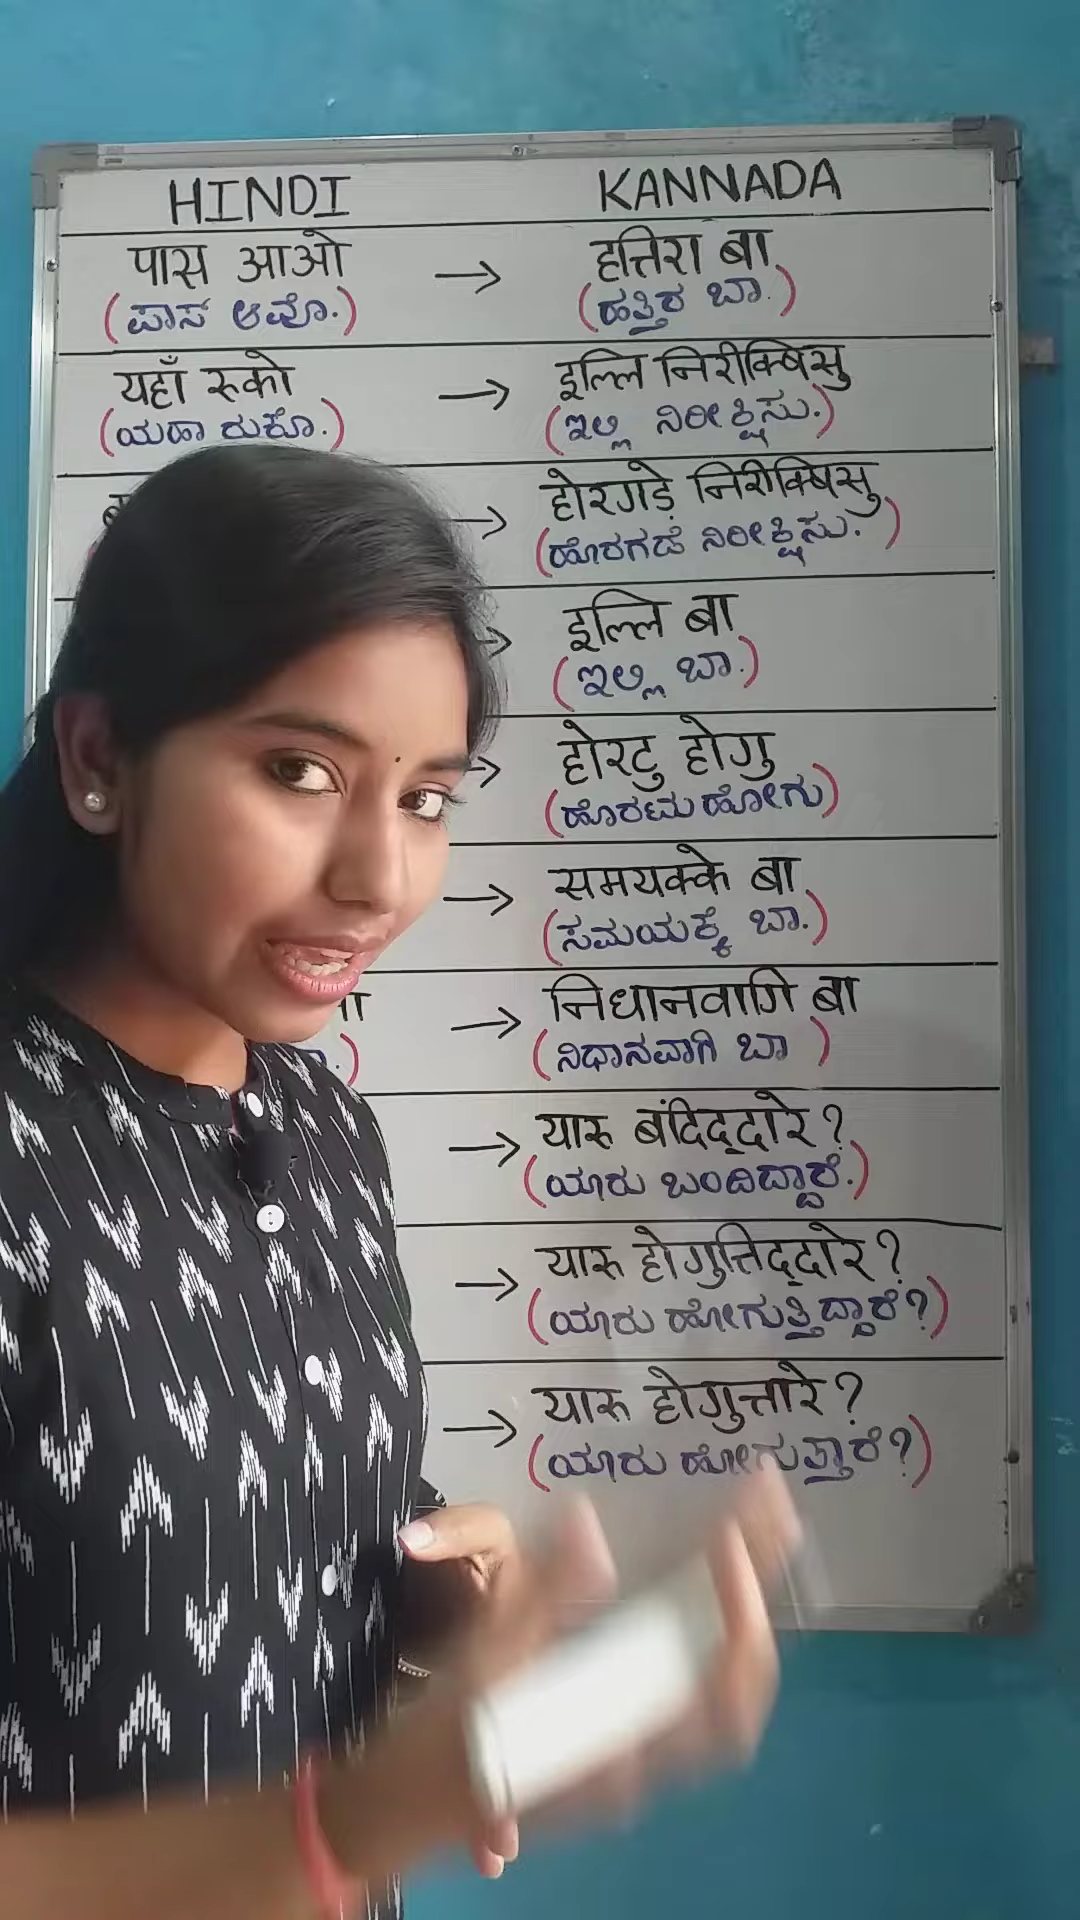 HINDI KANNADA
पास आओ → हत्तिरा बा
(ಪಾಸ ಆವೊ.) (ಹತ್ತಿರ ಬಾ.)
यहाँ रुको → इल्लि निरीक्षिसु
(ಯಹಾ ರುಕೊ.) (ಇಲ್ಲಿ ನಿರೀಕ್ಷಿಸು.)
→ होरगडे निरीक्षिसु
(ಹೊರಗಡೆ ನಿರೀಕ್ಷಿಸು.)
→ इल्लि बा
(ಇಲ್ಲಿ ಬಾ.)
→ होरटु होगु
(ಹೊರಟು ಹೋಗು)
→ समयक्के बा
(ಸಮಯಕ್ಕೆ ಬಾ.)
→ निधानवागि बा
(ನಿಧಾನವಾಗಿ ಬಾ)
→ यारु बंदिद्दारे?
(ಯಾರು ಬಂದಿದ್ದಾರೆ.)
→ यारु होगुत्तिद्दारे?
(ಯಾರು ಹೋಗುತ್ತಿದ್ದಾರೆ?)
→ यारु होगुत्तारे?
(ಯಾರು ಹೋಗುತ್ತಾರೆ?)